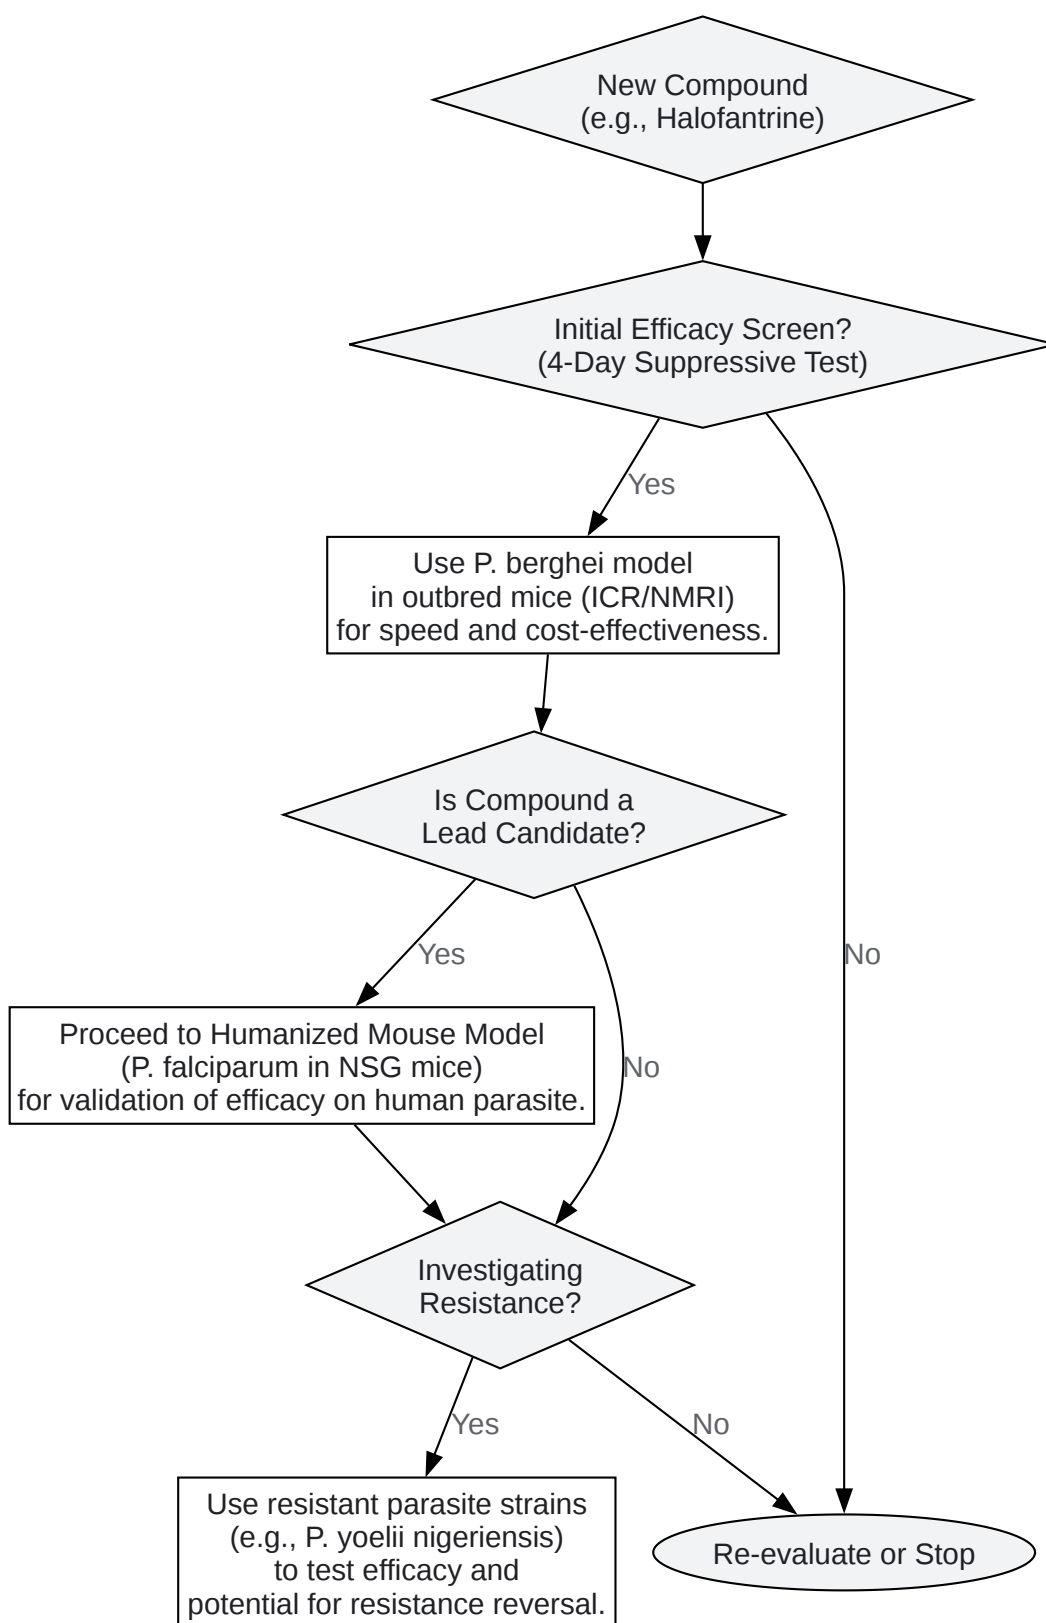 New Compound
(e.g., Halofantrine)
Initial Efficacy Screen?
(4-Day Suppressive Test)
Yes
Use P. berghei model
in outbred mice (ICR/NMRI)
for speed and cost-effectiveness.
Is Compound a
Lead Candidate?
Yes
No
Proceed to Humanized Mouse Model
(P. falciparum in NSG mice)
for validation of efficacy on human parasite.
No
Investigating
Resistance?
Yes
No
Use resistant parasite strains
(e.g., P. yoelii nigeriensis)
to test efficacy and
potential for resistance reversal.
Re-evaluate or Stop